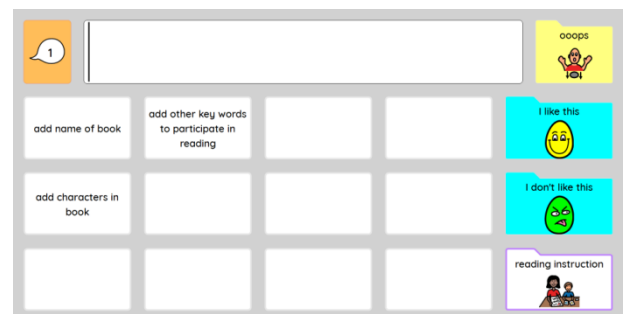 1
ooops
add name of book
add other key words
to participate in
reading
I like this
add characters in
book
I don't like this
reading instruction